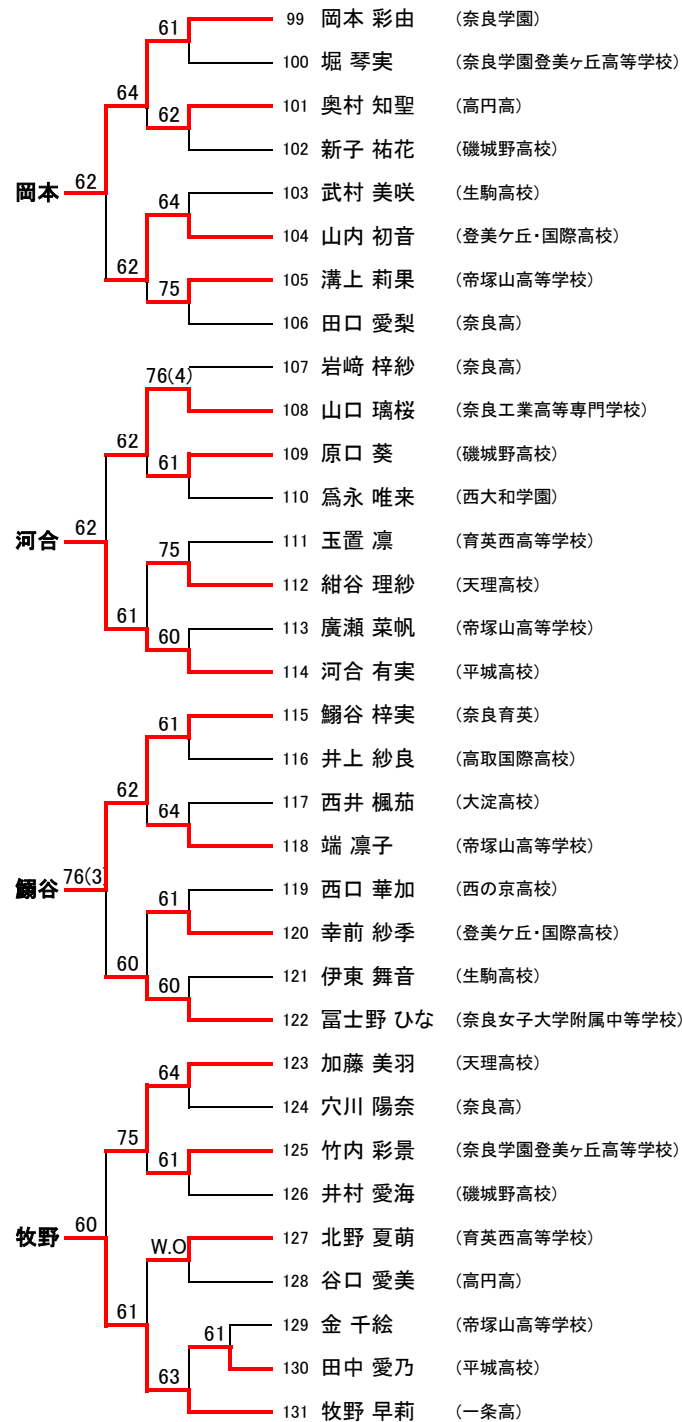 61 99 岡本 彩由 (奈良学園)
100 堀 琴実 (奈良学園登美ヶ丘高等学校)
64
62 101 奥村 知聖 (高円高)
102 新子 祐花 (磯城野高校)
岡本 62
64 103 武村 美咲 (生駒高校)
104 山内 初音 (登美ケ丘・国際高校)
62
75 105 溝上 莉果 (帝塚山高等学校)
106 田口 愛梨 (奈良高)
76(4) 107 岩﨑 梓紗 (奈良高)
108 山口 璃桜 (奈良工業高等専門学校)
62
61 109 原口 葵 (磯城野高校)
110 爲永 唯来 (西大和学園)
河合 62
75 111 玉置 凛 (育英西高等学校)
112 紺谷 理紗 (天理高校)
61
60 113 廣瀬 菜帆 (帝塚山高等学校)
114 河合 有実 (平城高校)
61 115 鰯谷 梓実 (奈良育英)
116 井上 紗良 (高取国際高校)
62
64 117 西井 楓茄 (大淀高校)
118 端 凛子 (帝塚山高等学校)
鰯谷 76(3)
61 119 西口 華加 (西の京高校)
120 幸前 紗季 (登美ケ丘・国際高校)
60
60 121 伊東 舞音 (生駒高校)
122 冨士野 ひな (奈良女子大学附属中等学校)
64 123 加藤 美羽 (天理高校)
124 穴川 陽奈 (奈良高)
75
61 125 竹内 彩景 (奈良学園登美ヶ丘高等学校)
126 井村 愛海 (磯城野高校)
牧野 60
W.O 127 北野 夏萌 (育英西高等学校)
128 谷口 愛美 (高円高)
61
61 129 金 千絵 (帝塚山高等学校)
130 田中 愛乃 (平城高校)
63
131 牧野 早莉 (一条高)